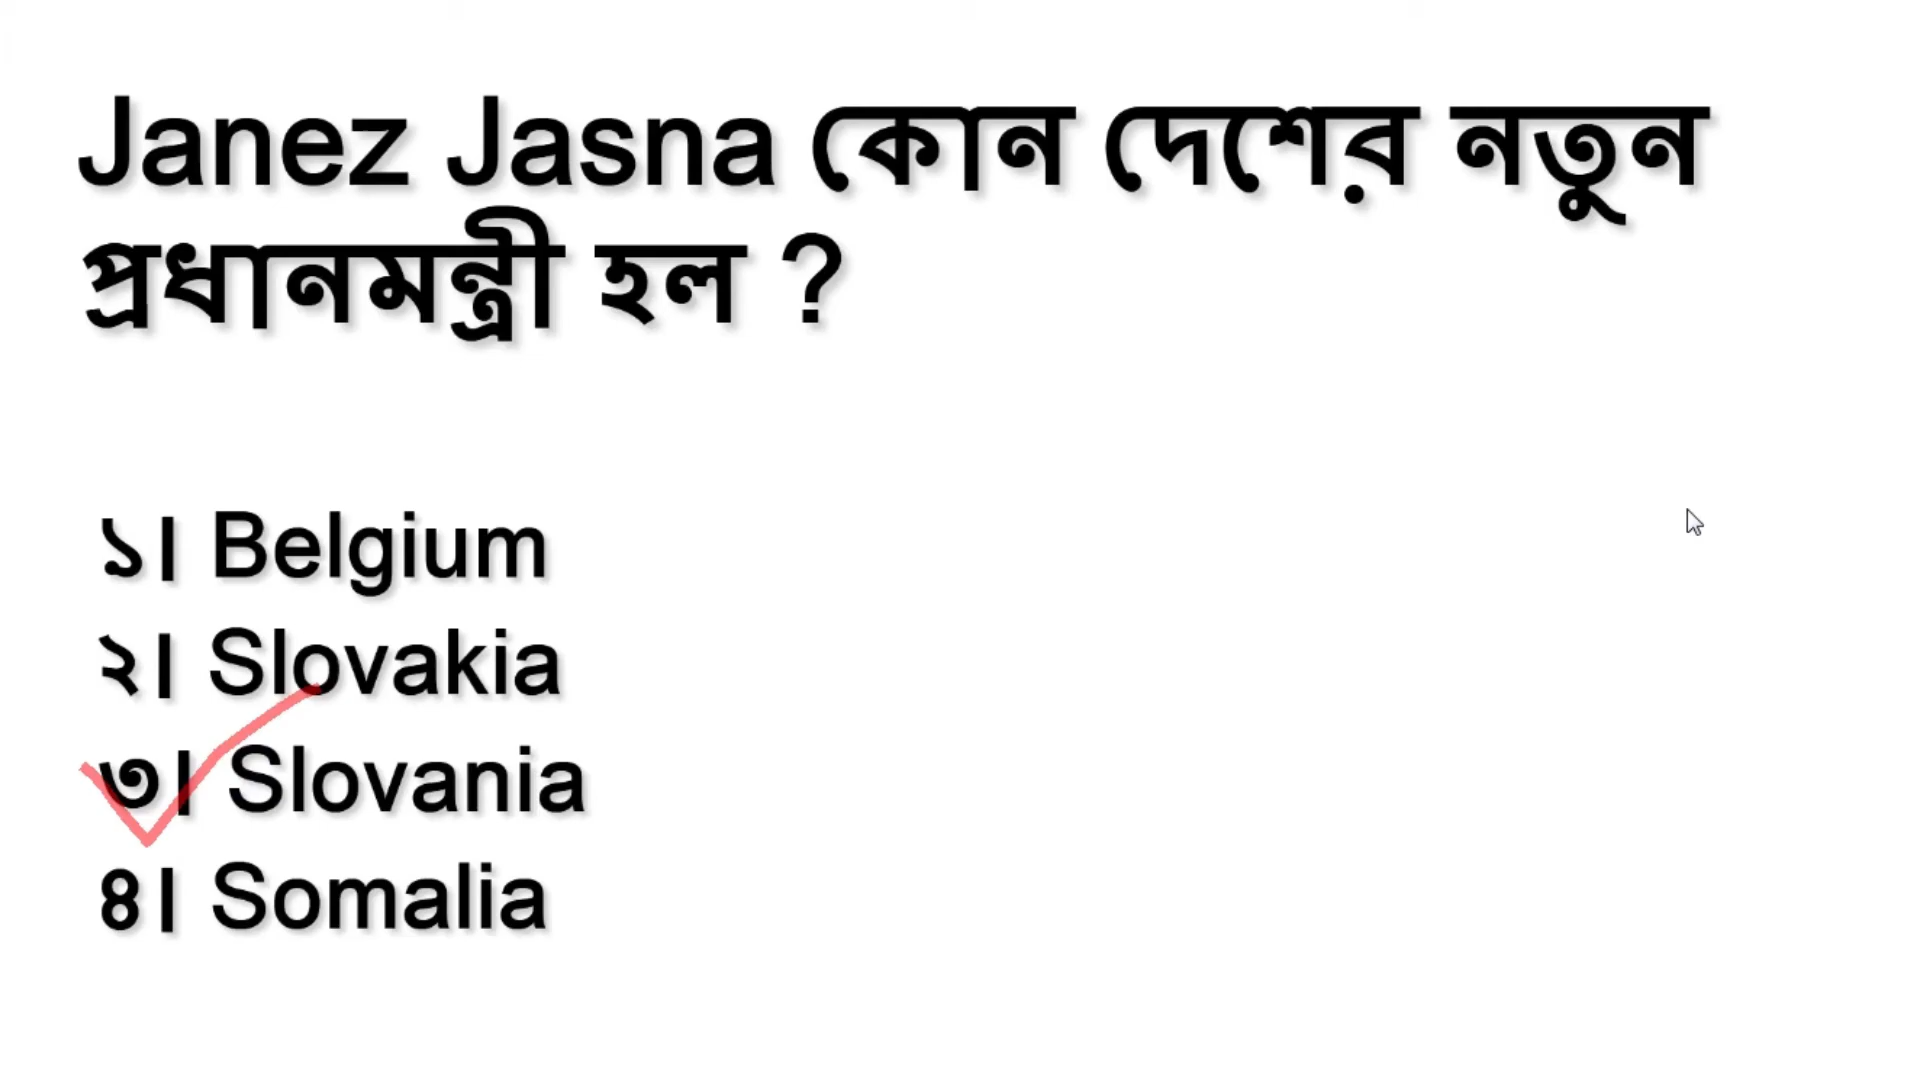 Janez Jasna কোন দেশের নতুন
প্রধানমন্ত্রী হল ?
১। Belgium
২। Slovakia
৩। Slovania
৪। Somalia